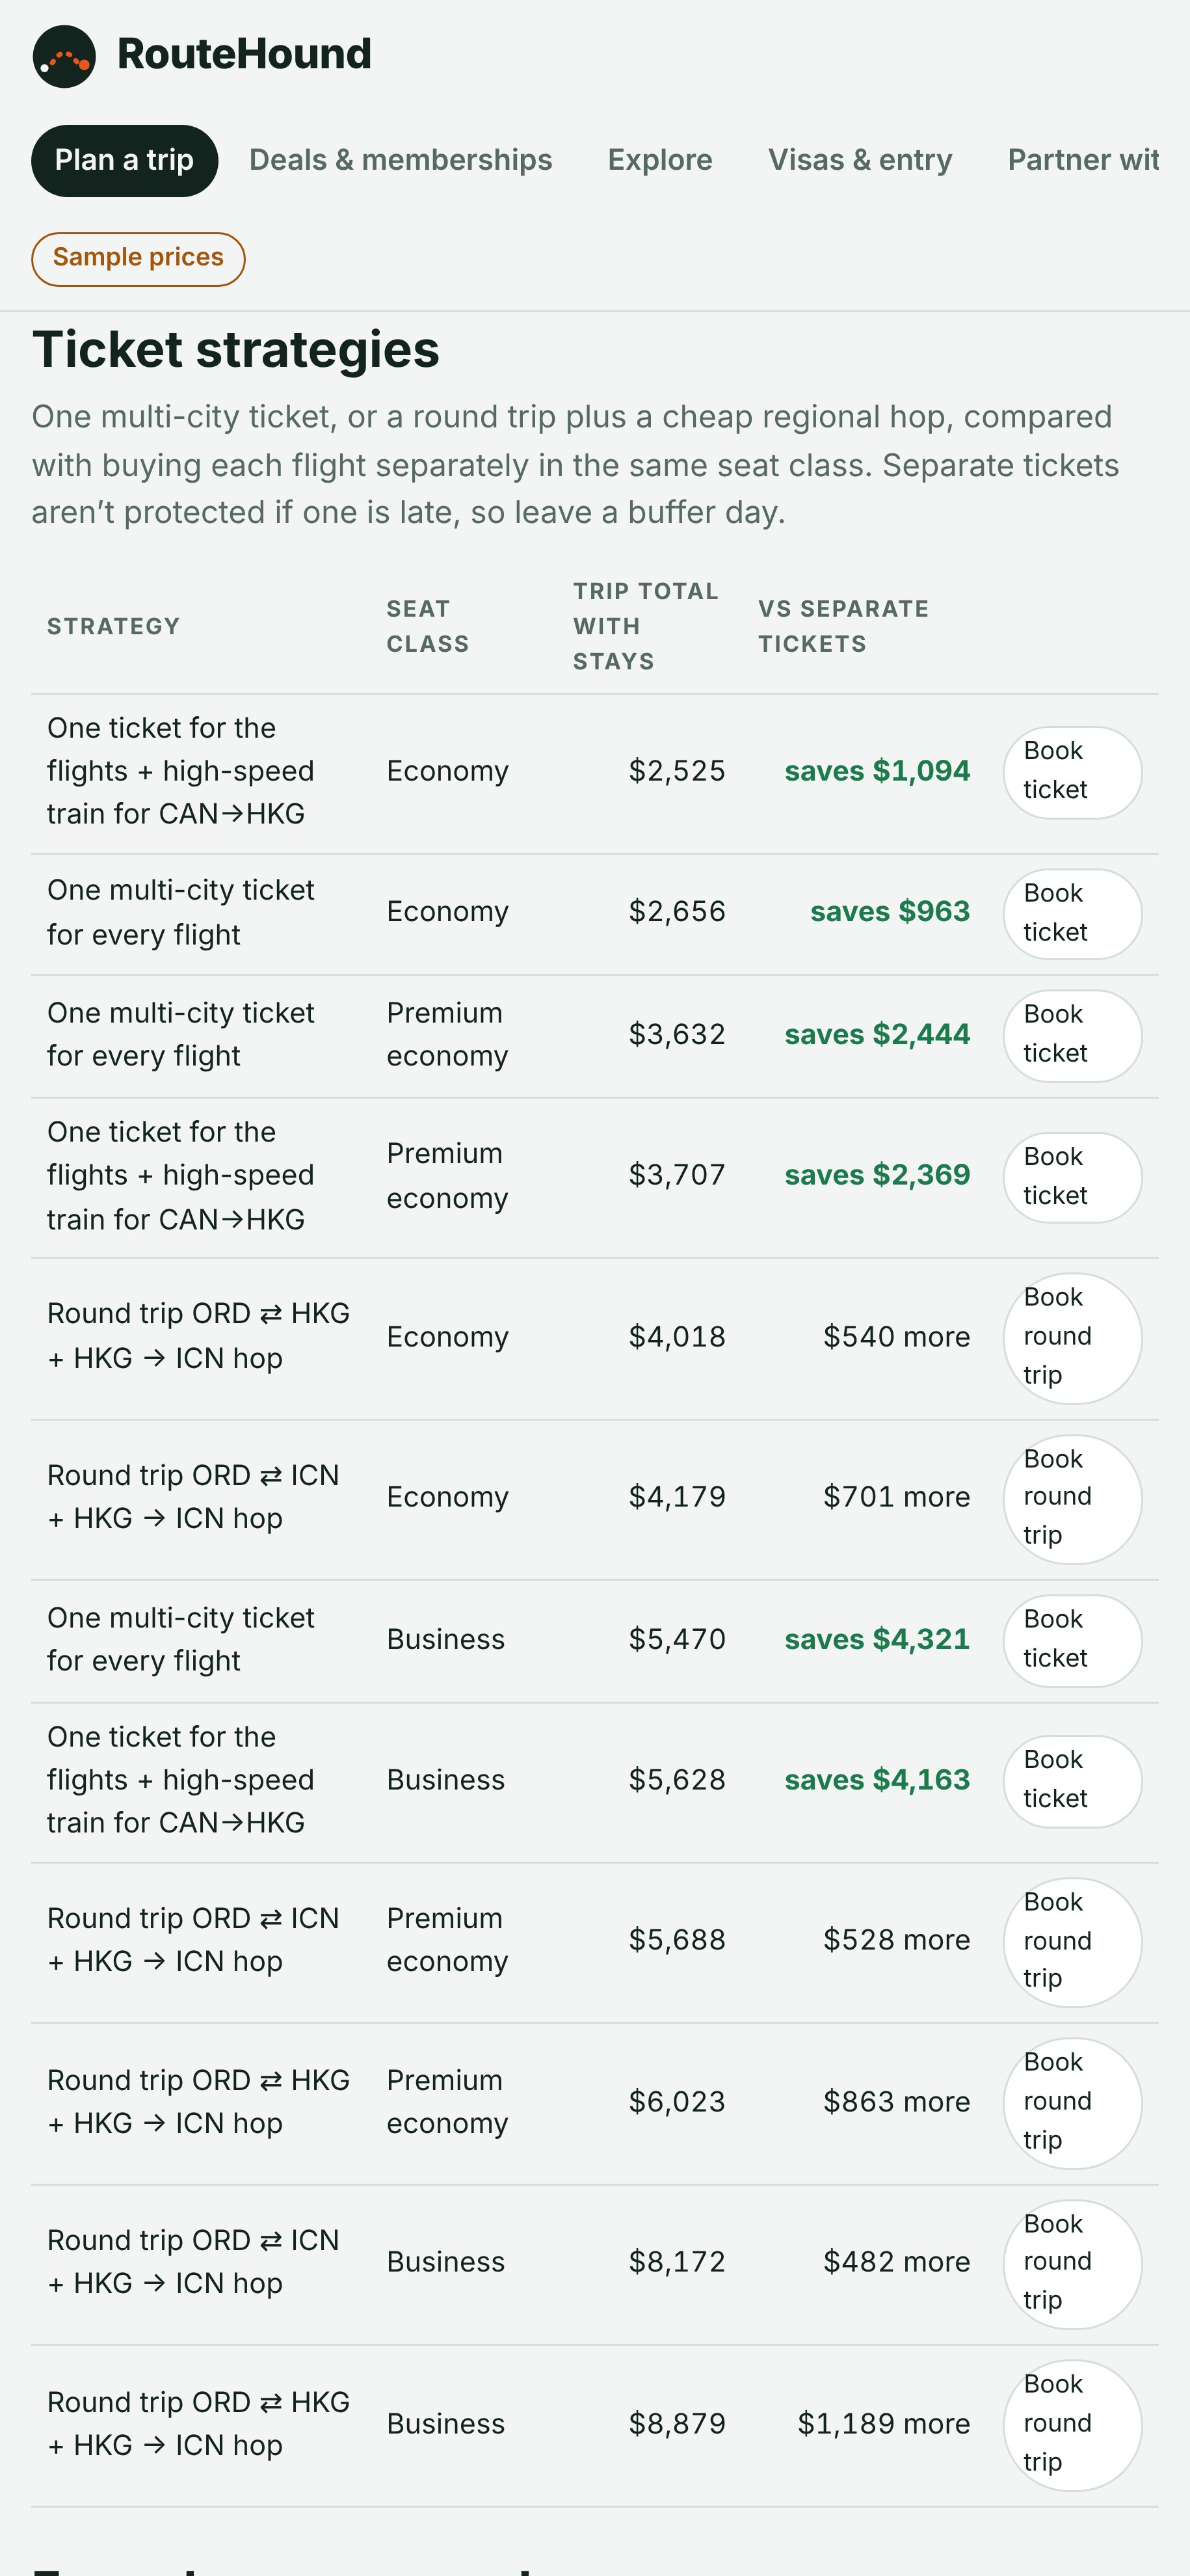 RouteHound
Plan a trip
Deals & memberships
Explore
Visas & entry
Partner wit
Sample prices
Ticket strategies
One multi-city ticket, or a round trip plus a cheap regional hop, compared
with buying each flight separately in the same seat class. Separate tickets
aren’t protected if one is late, so leave a buffer day.
STRATEGY
SEAT
CLASS
TRIP TOTAL
WITH
STAYS
VS SEPARATE
TICKETS
One ticket for the
flights + high-speed
train for CAN→HKG
Economy
$2,525
saves $1,094
Book
ticket
One multi-city ticket
for every flight
Economy
$2,656
saves $963
Book
ticket
One multi-city ticket
for every flight
Premium
economy
$3,632
saves $2,444
Book
ticket
One ticket for the
flights + high-speed
train for CAN→HKG
Premium
economy
$3,707
saves $2,369
Book
ticket
Round trip ORD ⇄ HKG
+ HKG → ICN hop
Economy
$4,018
$540 more
Book
round
trip
Round trip ORD ⇄ ICN
+ HKG → ICN hop
Economy
$4,179
$701 more
Book
round
trip
One multi-city ticket
for every flight
Business
$5,470
saves $4,321
Book
ticket
One ticket for the
flights + high-speed
train for CAN→HKG
Business
$5,628
saves $4,163
Book
ticket
Round trip ORD ⇄ ICN
+ HKG → ICN hop
Premium
economy
$5,688
$528 more
Book
round
trip
Round trip ORD ⇄ HKG
+ HKG → ICN hop
Premium
economy
$6,023
$863 more
Book
round
trip
Round trip ORD ⇄ ICN
+ HKG → ICN hop
Business
$8,172
$482 more
Book
round
trip
Round trip ORD ⇄ HKG
+ HKG → ICN hop
Business
$8,879
$1,189 more
Book
round
trip